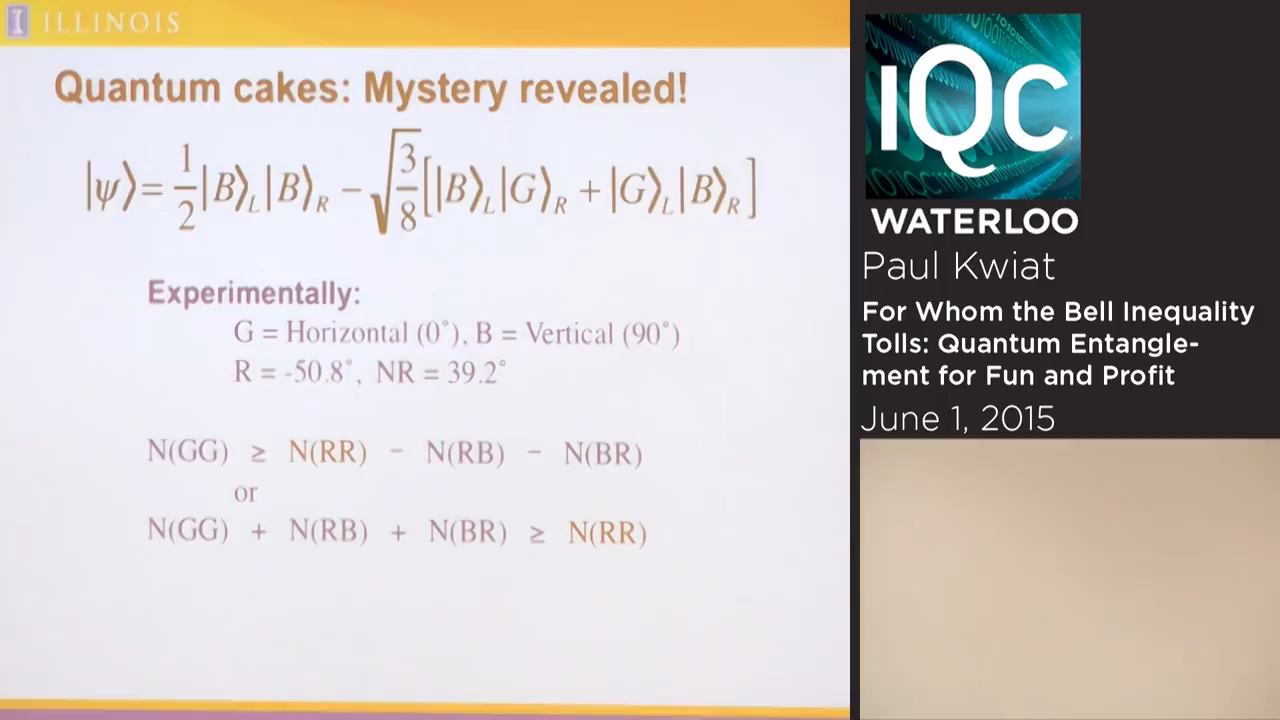 ILLINOIS
Quantum cakes: Mystery revealed!
|ψ⟩ = 1/2 |B⟩_L |B⟩_R − √(3/8) [|B⟩_L |G⟩_R + |G⟩_L |B⟩_R]
Experimentally:
G = Horizontal (0˚), B = Vertical (90˚)
R = -50.8˚, NR = 39.2˚
N(GG) ≥ N(RR) - N(RB) - N(BR)
or
N(GG) + N(RB) + N(BR) ≥ N(RR)
IQC
WATERLOO
Paul Kwiat
For Whom the Bell Inequality
Tolls: Quantum Entangle-
ment for Fun and Profit
June 1, 2015